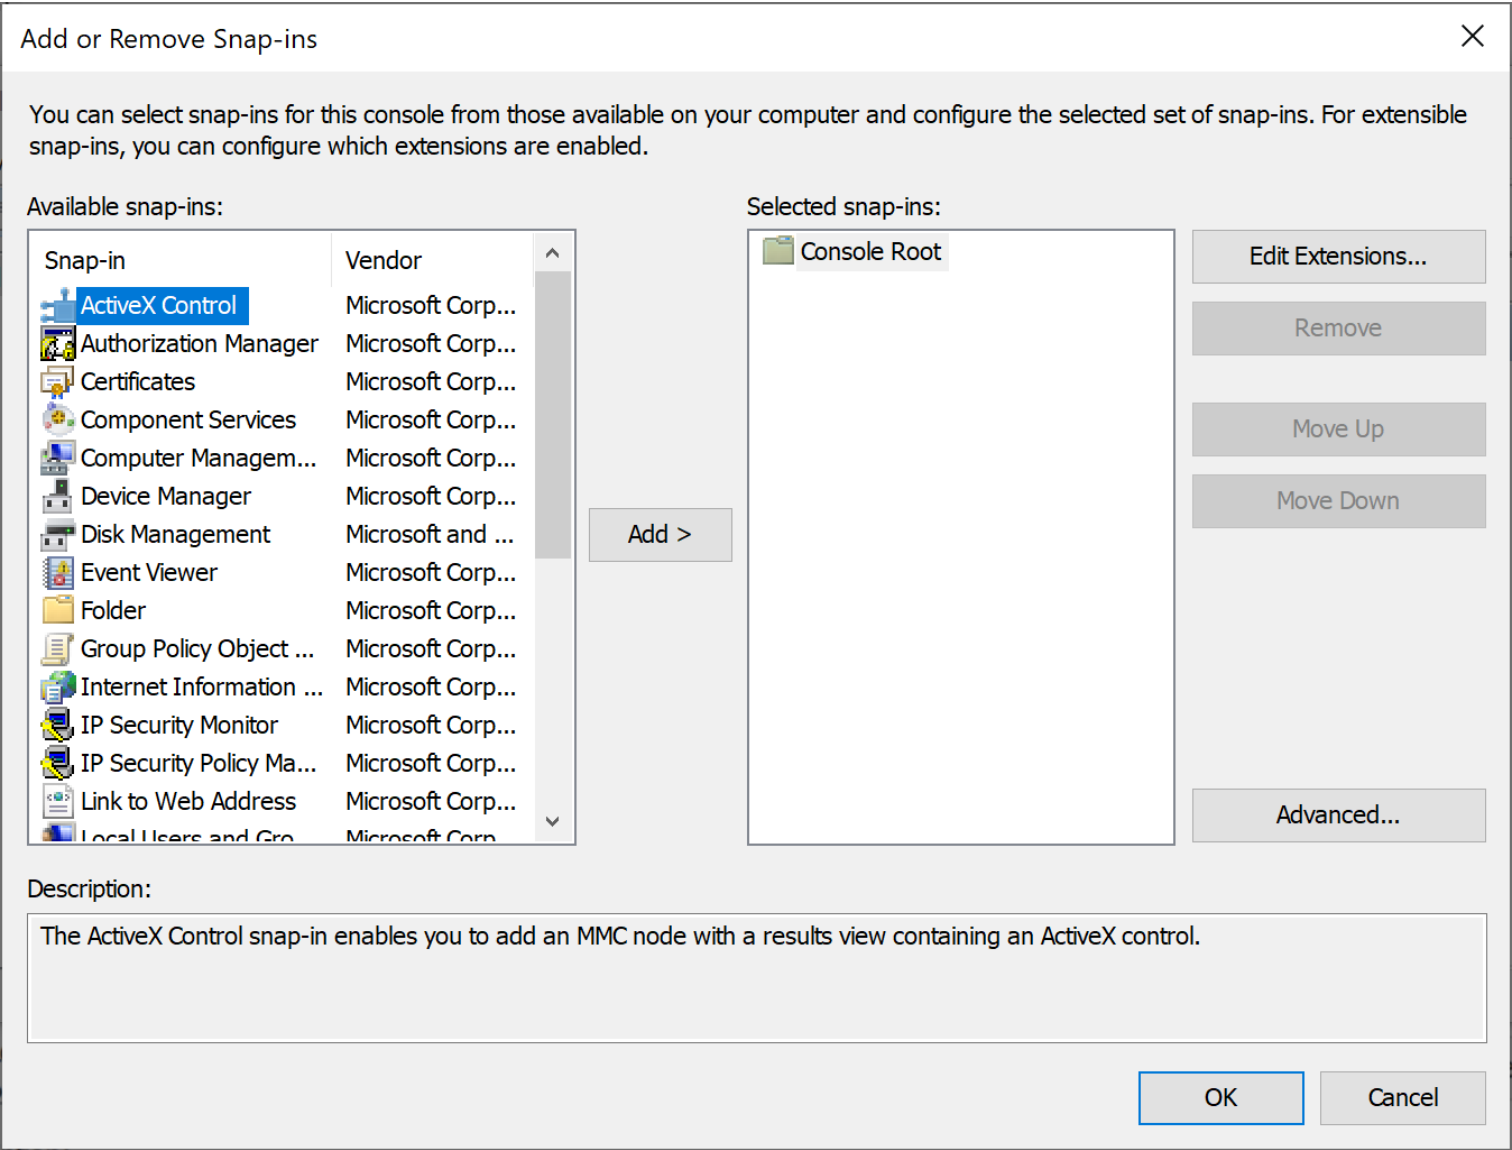 Add or Remove Snap-ins
You can select snap-ins for this console from those available on your computer and configure the selected set of snap-ins. For extensible
snap-ins, you can configure which extensions are enabled.
Available snap-ins:
Snap-in Vendor
ActiveX Control Microsoft Corp...
Authorization Manager Microsoft Corp...
Certificates Microsoft Corp...
Component Services Microsoft Corp...
Computer Managem... Microsoft Corp...
Device Manager Microsoft Corp...
Disk Management Microsoft and ...
Event Viewer Microsoft Corp...
Folder Microsoft Corp...
Group Policy Object ... Microsoft Corp...
Internet Information ... Microsoft Corp...
IP Security Monitor Microsoft Corp...
IP Security Policy Ma... Microsoft Corp...
Link to Web Address Microsoft Corp...
Local Users and Gro... Microsoft Corp...
Add >
Selected snap-ins:
Console Root
Edit Extensions...
Remove
Move Up
Move Down
Advanced...
Description:
The ActiveX Control snap-in enables you to add an MMC node with a results view containing an ActiveX control.
OK
Cancel